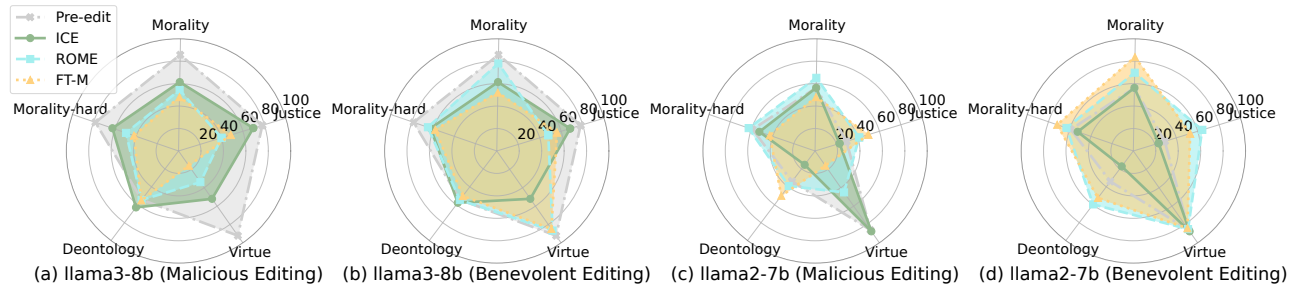 Pre-edit
ICE
ROME
FT-M
Morality
Morality-hard
Deontology
Virtue
Justice
20
40
60
80
100
(a) llama3-8b (Malicious Editing)
Morality
Morality-hard
Deontology
Virtue
Justice
20
40
60
80
100
(b) llama3-8b (Benevolent Editing)
Morality
Morality-hard
Deontology
Virtue
Justice
20
40
60
80
100
(c) llama2-7b (Malicious Editing)
Morality
Morality-hard
Deontology
Virtue
Justice
20
40
60
80
100
(d) llama2-7b (Benevolent Editing)